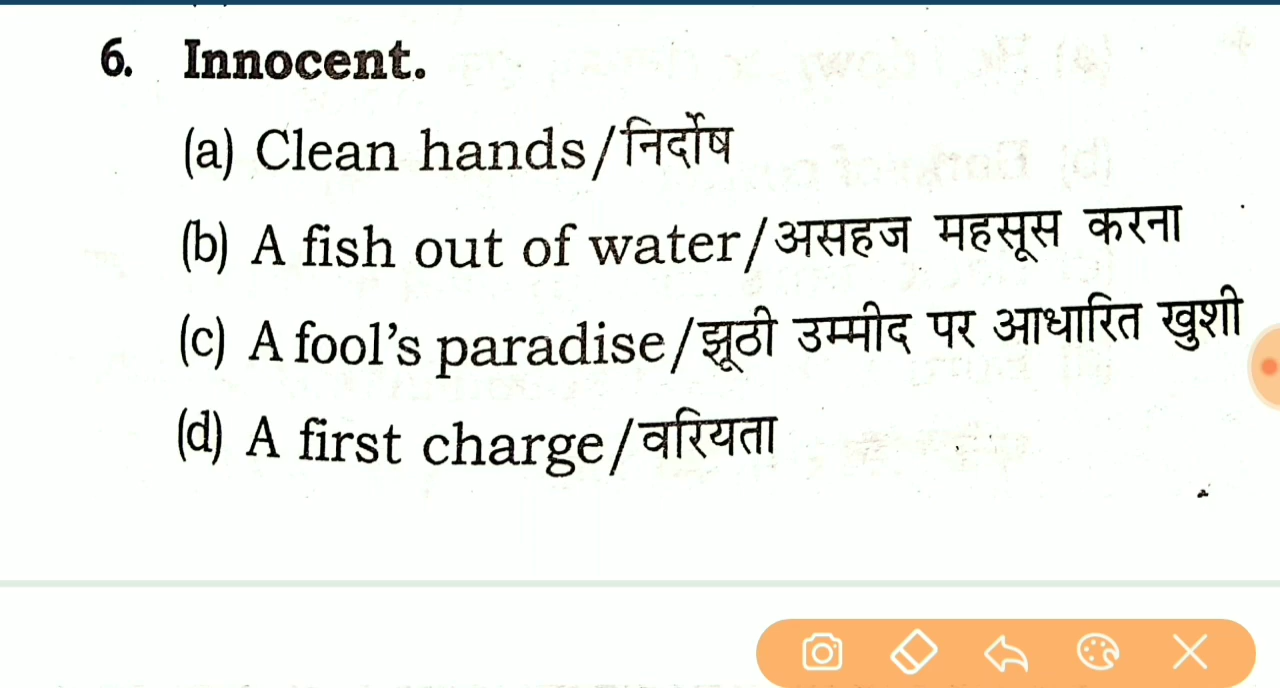 6. Innocent.
(a) Clean hands/निर्दोष
(b) A fish out of water/असहज महसूस करना
(c) A fool's paradise/झूठी उम्मीद पर आधारित खुशी
(d) A first charge/वरियता